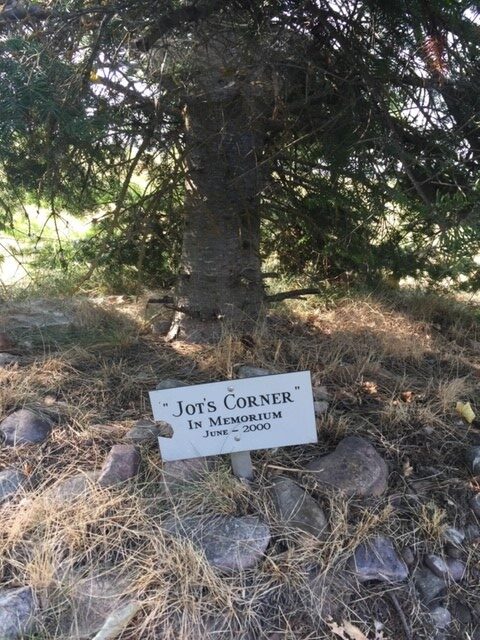 "JOT'S CORNER"
IN MEMORIUM
JUNE - 2000